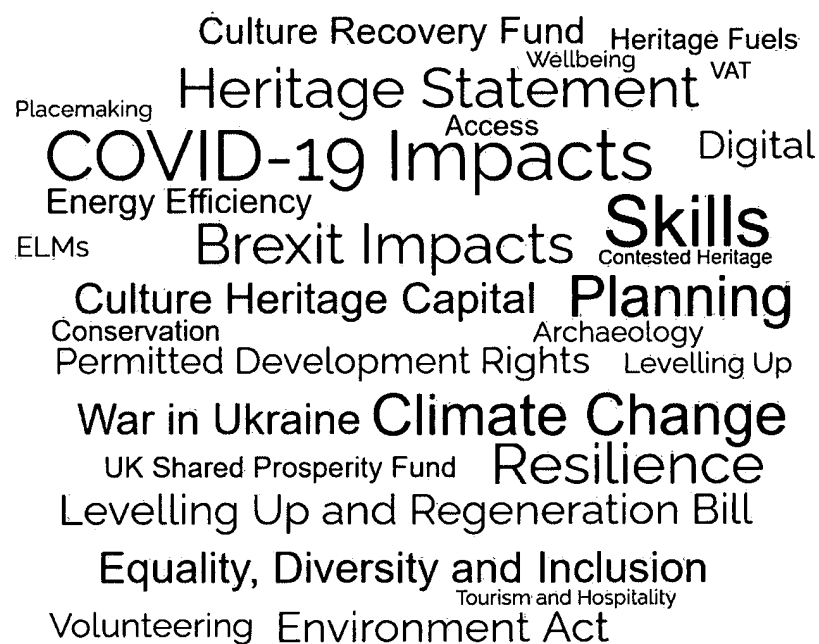 Culture Recovery Fund
Heritage Fuels
Wellbeing
VAT
Heritage Statement
Placemaking
Access
COVID-19 Impacts
Digital
Energy Efficiency
Skills
ELMs
Brexit Impacts
Contested Heritage
Culture Heritage Capital
Planning
Conservation
Archaeology
Permitted Development Rights
Levelling Up
War in Ukraine
Climate Change
UK Shared Prosperity Fund
Resilience
Levelling Up and Regeneration Bill
Equality, Diversity and Inclusion
Tourism and Hospitality
Volunteering
Environment Act